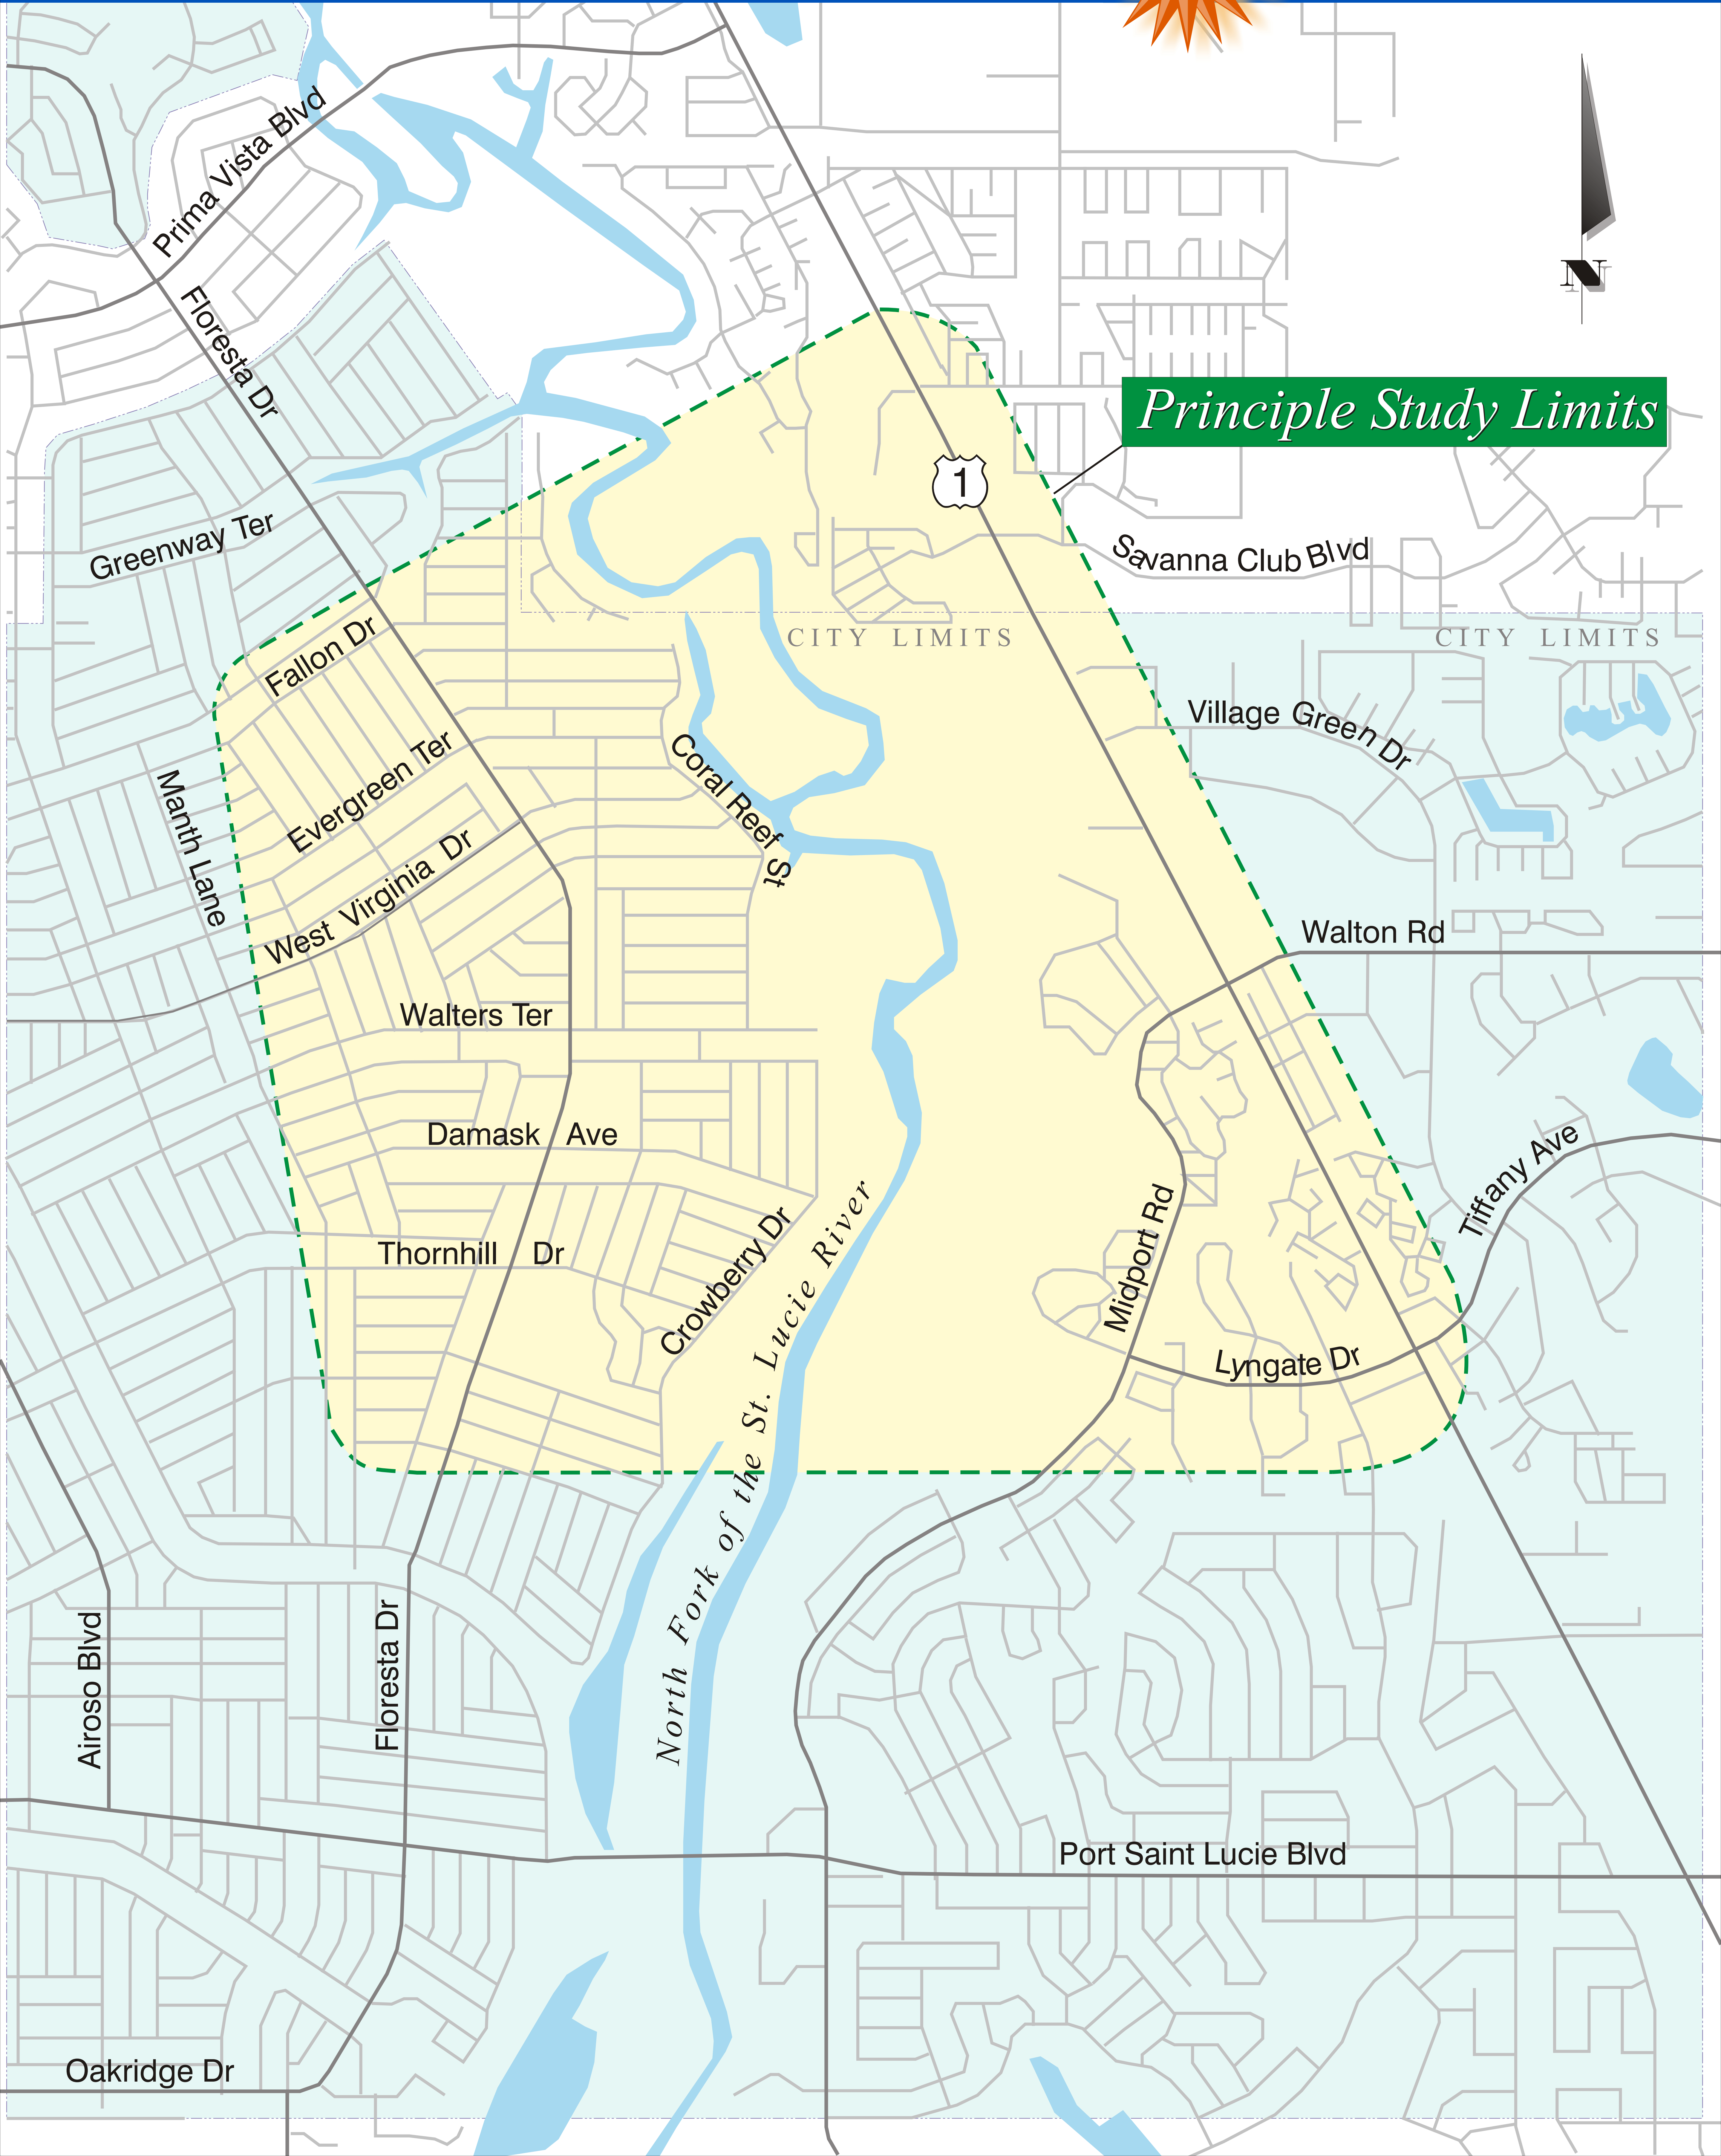 Prima Vista Blvd
N
Floresta Dr
Principle Study Limits
1
Greenway Ter
Savanna Club Blvd
Fallon Dr
CITY LIMITS
CITY LIMITS
Village Green Dr
Evergreen Ter
Coral Reef St
Manth Lane
West Virginia Dr
Walton Rd
Walters Ter
Damask Ave
Tiffany Ave
Midport Rd
Thornhill Dr
Crowberry Dr
Lyngate Dr
North Fork of the St. Lucie River
Airoso Blvd
Floresta Dr
Port Saint Lucie Blvd
Oakridge Dr